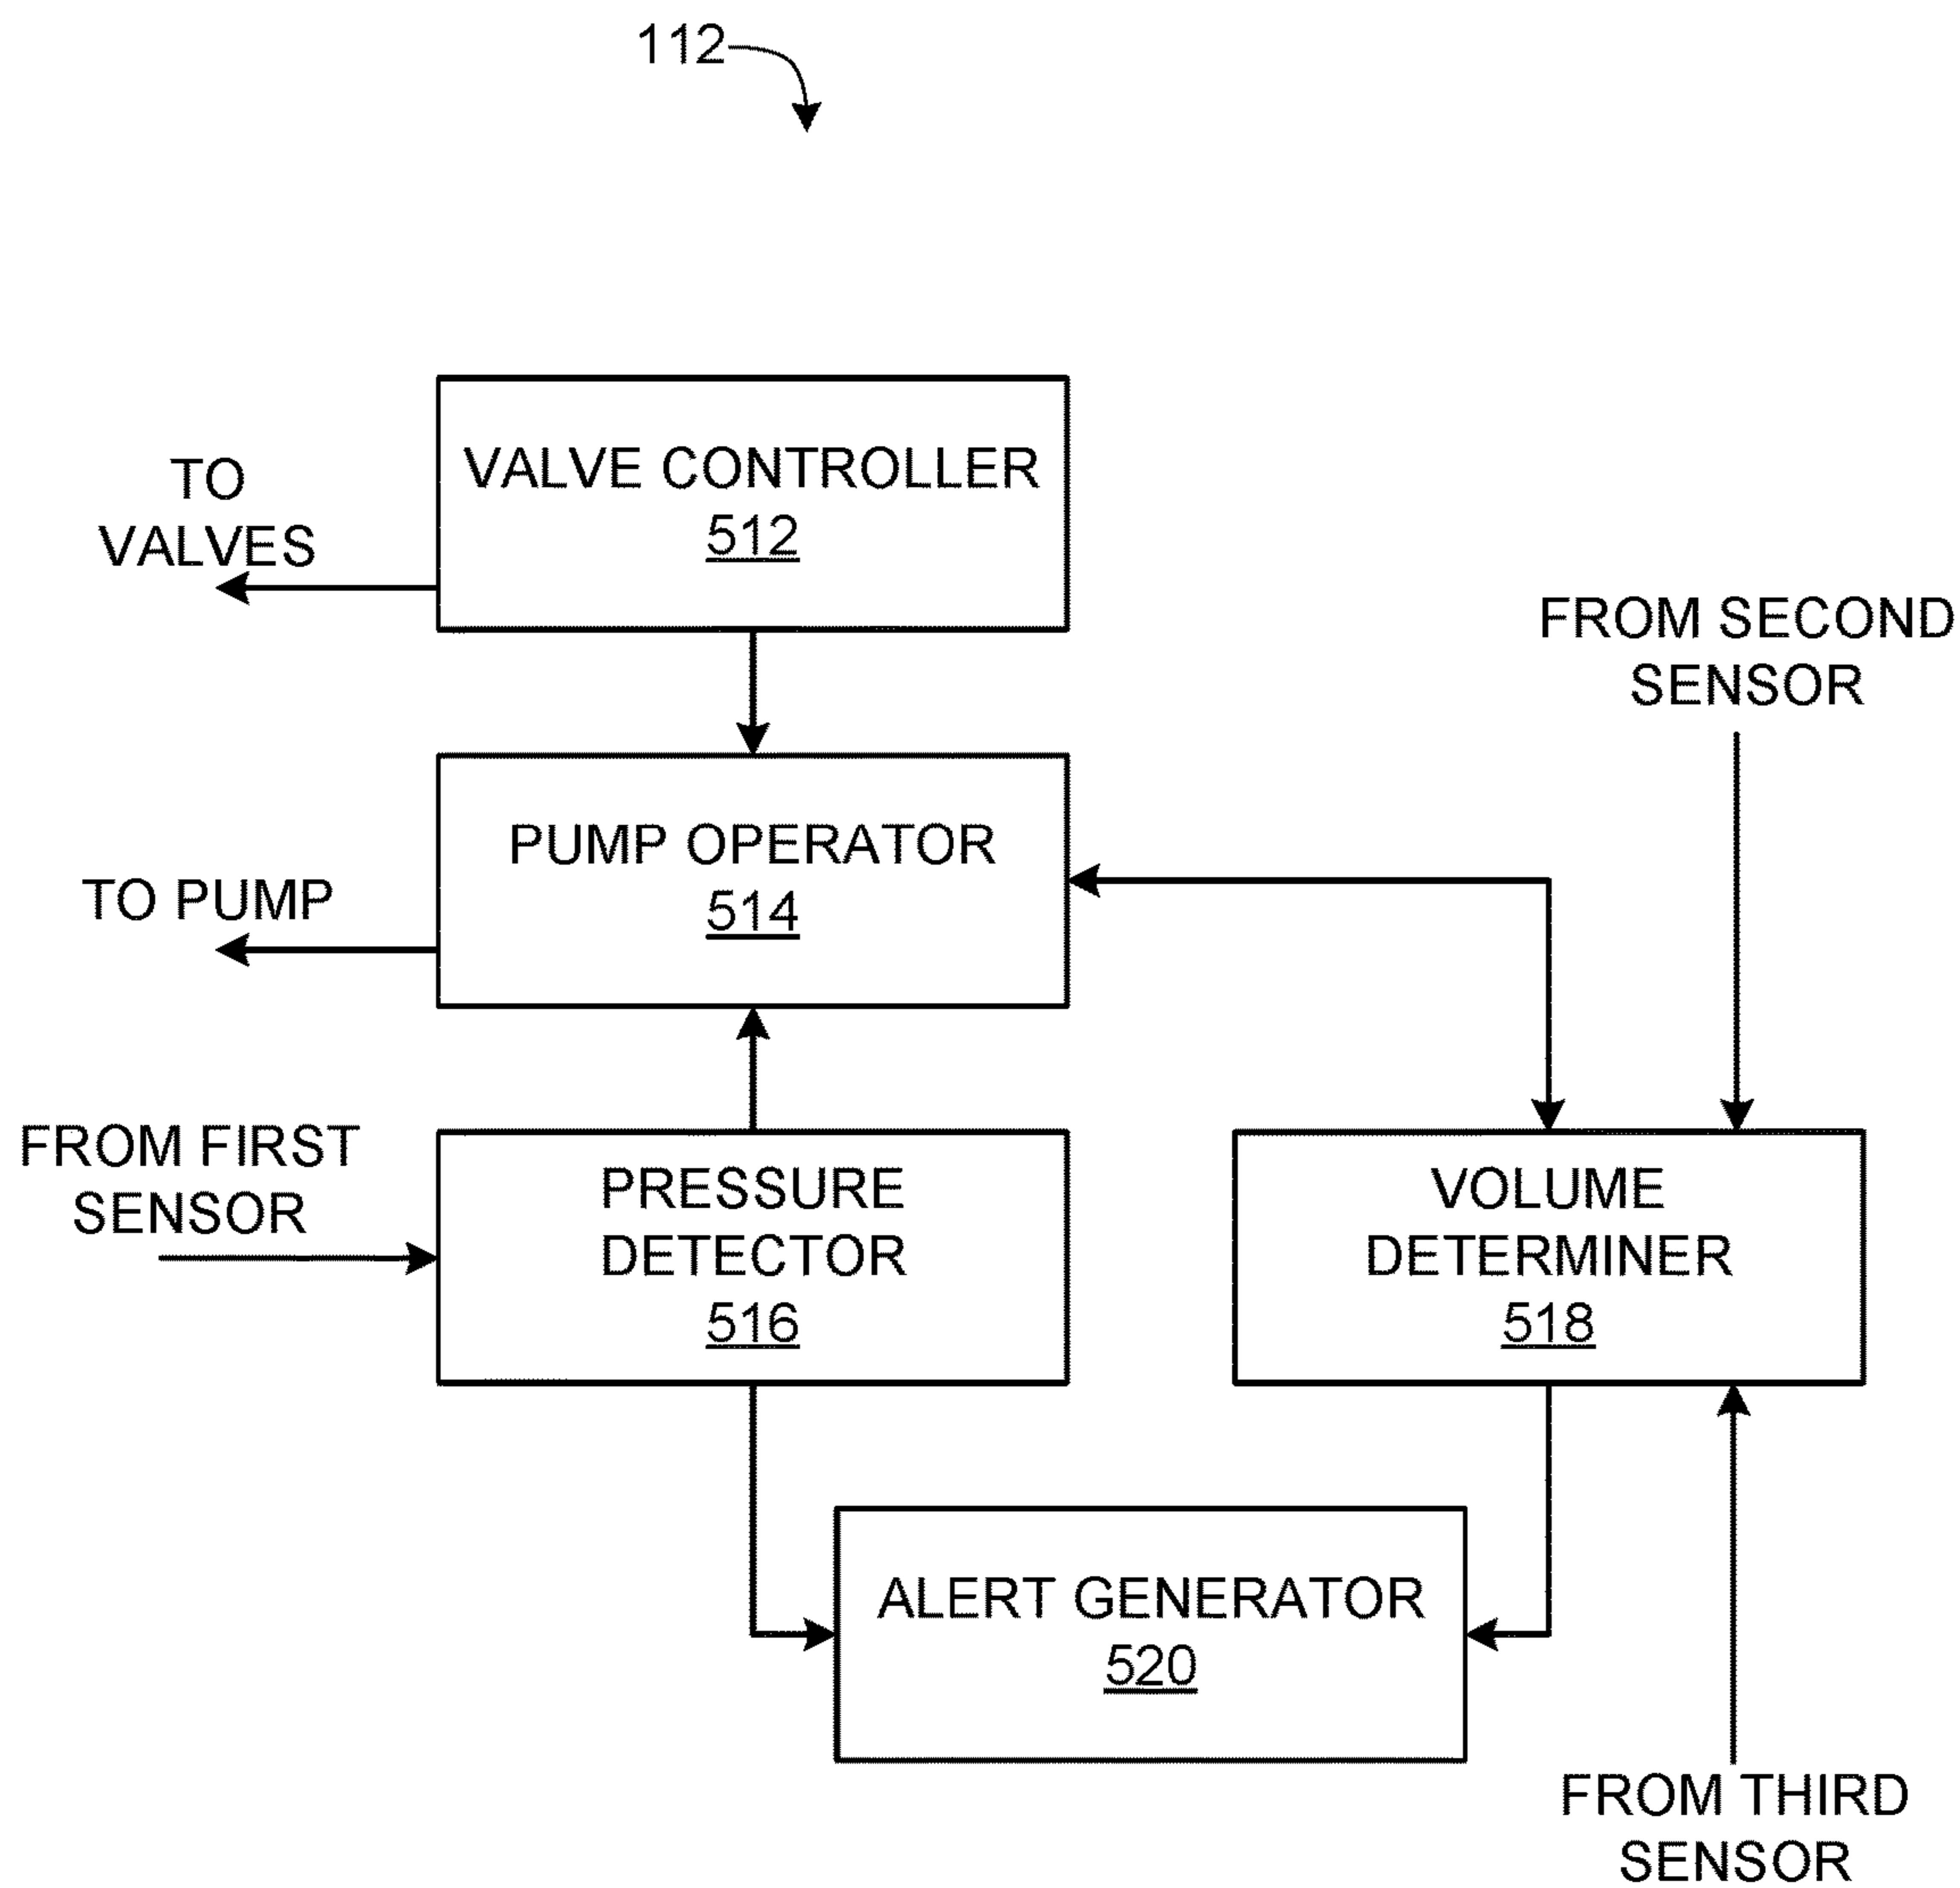 112
VALVE CONTROLLER
512
TO
VALVES
FROM SECOND
SENSOR
PUMP OPERATOR
514
TO PUMP
FROM FIRST
SENSOR
PRESSURE
DETECTOR
516
VOLUME
DETERMINER
518
ALERT GENERATOR
520
FROM THIRD
SENSOR